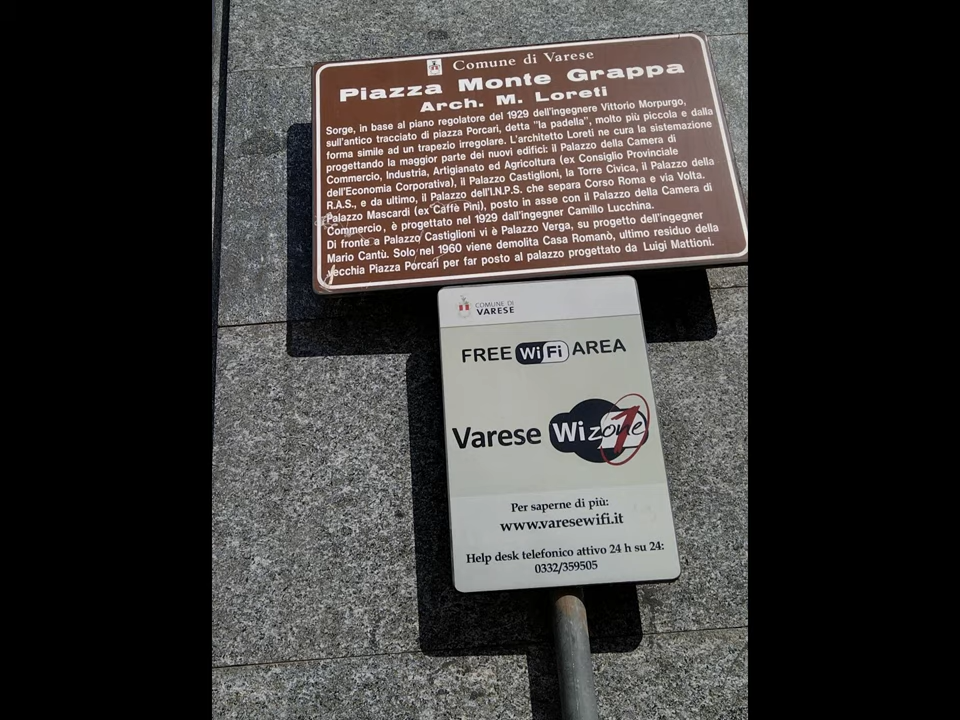 Comune di Varese
Piazza Monte Grappa
Arch. M. Loreti
Sorge, in base al piano regolatore del 1929 dell'ingegnere Vittorio Morpurgo,
sull'antico tracciato di piazza Porcari, detta "la padella", molto più piccola e dalla
forma simile ad un trapezio irregolare. L'architetto Loreti ne cura la sistemazione
progettando la maggior parte dei nuovi edifici: il Palazzo della Camera di
Commercio, Industria, Artigianato ed Agricoltura (ex Consiglio Provinciale
dell'Economia Corporativa), il Palazzo Castiglioni, la Torre Civica, il Palazzo della
R.A.S., e da ultimo, il Palazzo dell'I.N.P.S. che separa Corso Roma e via Volta.
Palazzo Mascardi (ex Caffè Pini), posto in asse con il Palazzo della Camera di
Commercio, è progettato nel 1929 dall'ingegner Camillo Lucchina.
Di fronte a Palazzo Castiglioni vi è Palazzo Verga, su progetto dell'ingegner
Mario Cantù. Solo nel 1960 viene demolita Casa Romanò, ultimo residuo della
vecchia Piazza Porcari per far posto al palazzo progettato da Luigi Mattioni.
COMUNE DI
VARESE
FREE WiFi AREA
Varese Wizone 1
Per saperne di più:
www.varesewifi.it
Help desk telefonico attivo 24 h su 24:
0332/359505